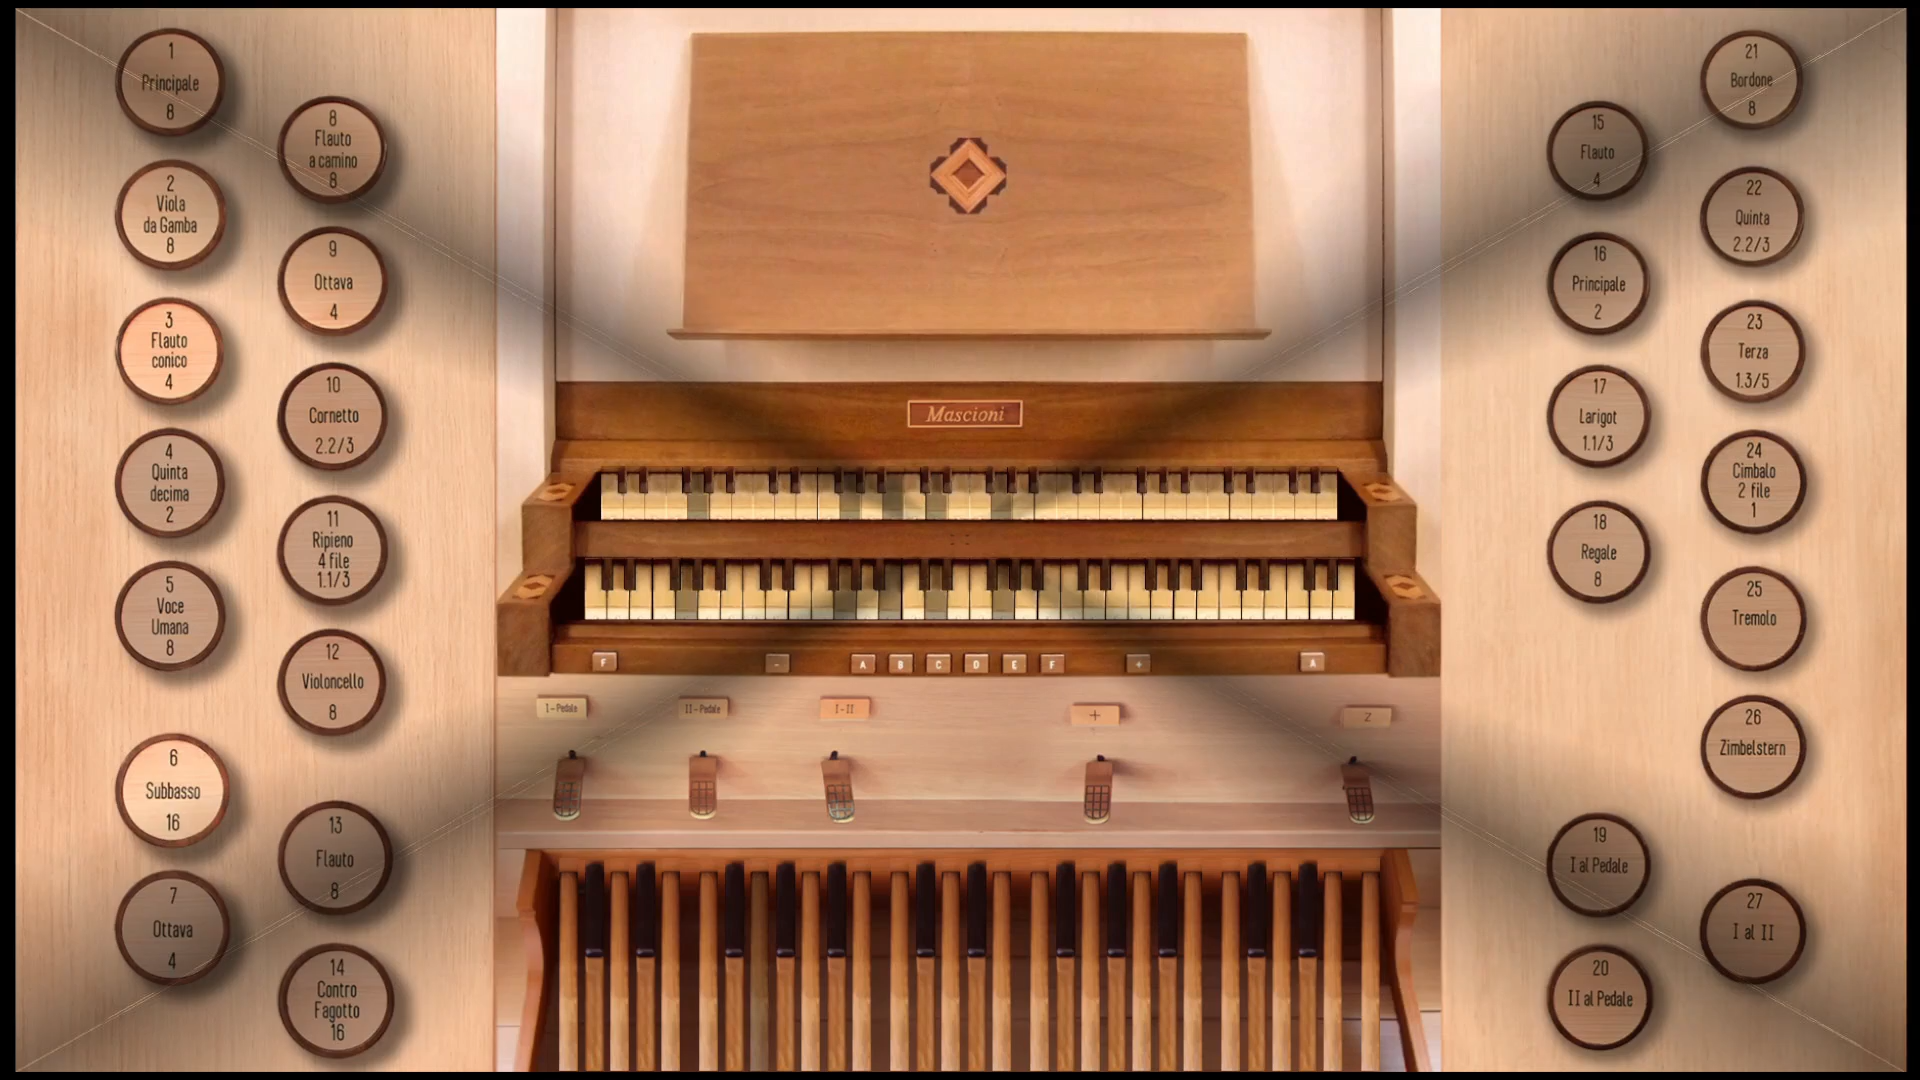 1
Principale
8
2
Viola
da Gamba
8
3
Flauto
conico
4
4
Quinta
decima
2
5
Voce
Umana
8
6
Subbasso
16
7
Ottava
4
8
Flauto
a camino
8
9
Ottava
4
10
Cornetto
2.2/3
11
Ripieno
4 file
1.1/3
12
Violoncello
8
13
Flauto
8
14
Contro
Fagotto
16
Mascioni
F
-
A B C D E F
+
A
I-Pedale
II-Pedale
I-II
+
Z
15
Flauto
4
16
Principale
2
17
Larigot
1.1/3
18
Regale
8
19
I al Pedale
20
II al Pedale
21
Bordone
8
22
Quinta
2.2/3
23
Terza
1.3/5
24
Cimbalo
2 file
1
25
Tremolo
26
Zimbelstern
27
I al II